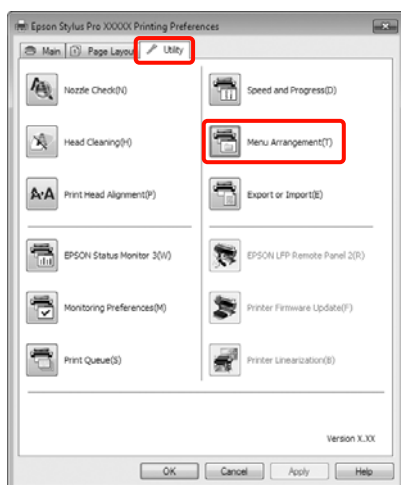 Epson Stylus Pro XXXXX Printing Preferences
Main Page Layou Utility
Nozzle Check(N)
Speed and Progress(D)
Head Cleaning(H)
Menu Arrangement(T)
Print Head Alignment(P)
Export or Import(E)
EPSON Status Monitor 3(W)
EPSON LFP Remote Panel 2(R)
Monitoring Preferences(M)
Printer Firmware Update(F)
Print Queue(S)
Printer Linearization(B)
Version X.XX
OK Cancel Apply Help